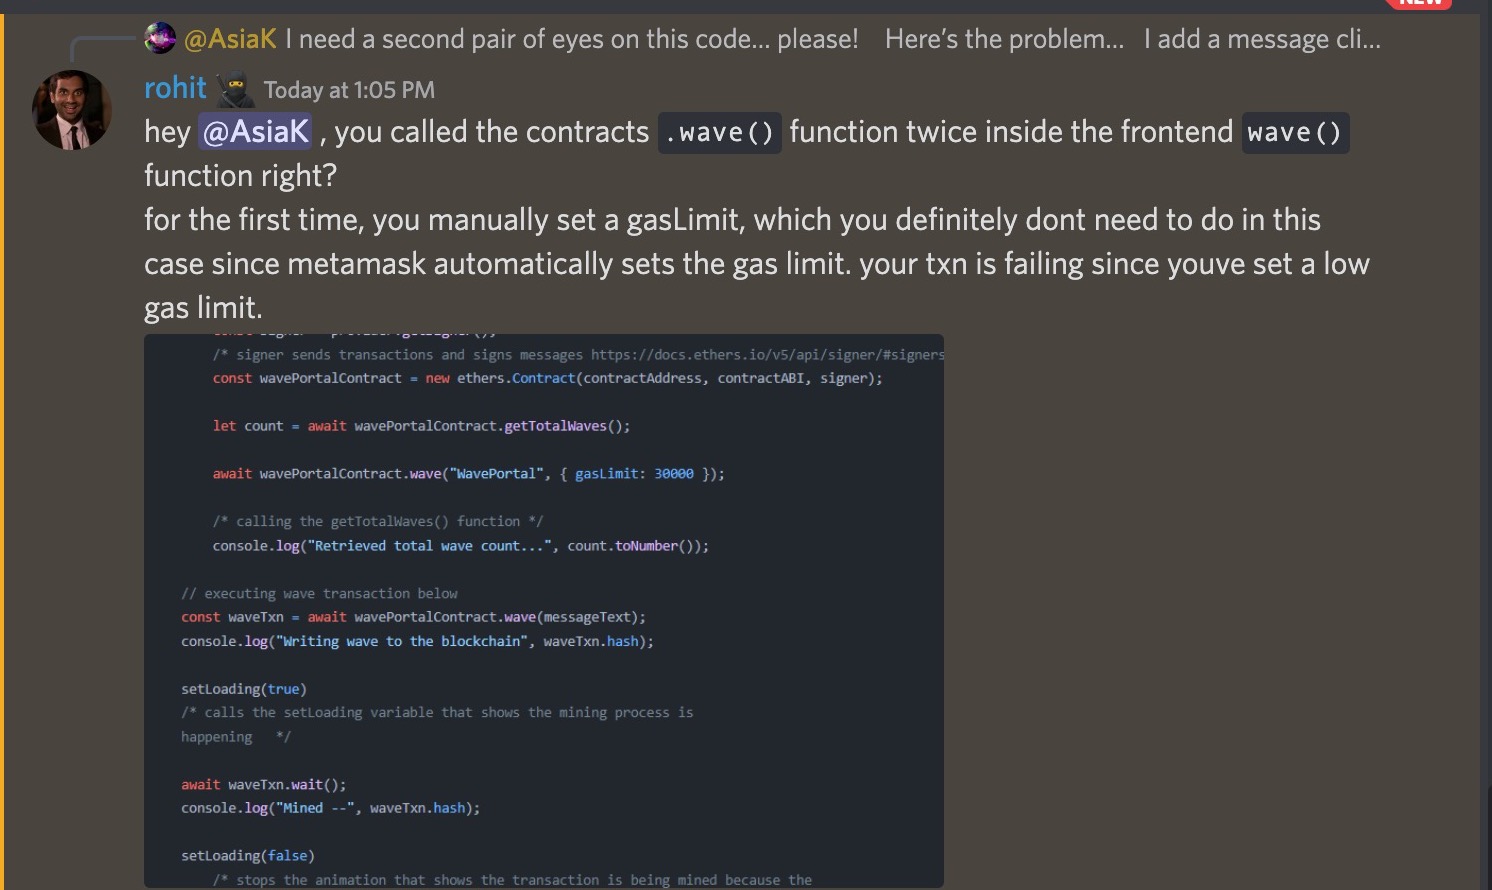 NEW
@AsiaK I need a second pair of eyes on this code... please! Here’s the problem... I add a message cli...
rohit Today at 1:05 PM
hey @AsiaK , you called the contracts .wave() function twice inside the frontend wave()
function right?
for the first time, you manually set a gasLimit, which you definitely dont need to do in this
case since metamask automatically sets the gas limit. your txn is failing since youve set a low
gas limit.
const signer = provider.getSigner();
/* signer sends transactions and signs messages https://docs.ethers.io/v5/api/signer/#signers
const wavePortalContract = new ethers.Contract(contractAddress, contractABI, signer);
let count = await wavePortalContract.getTotalWaves();
await wavePortalContract.wave("WavePortal", { gasLimit: 30000 });
/* calling the getTotalWaves() function */
console.log("Retrieved total wave count...", count.toNumber());
// executing wave transaction below
const waveTxn = await wavePortalContract.wave(messageText);
console.log("Writing wave to the blockchain", waveTxn.hash);
setLoading(true)
/* calls the setLoading variable that shows the mining process is
happening */
await waveTxn.wait();
console.log("Mined --", waveTxn.hash);
setLoading(false)
/* stops the animation that shows the transaction is being mined because the